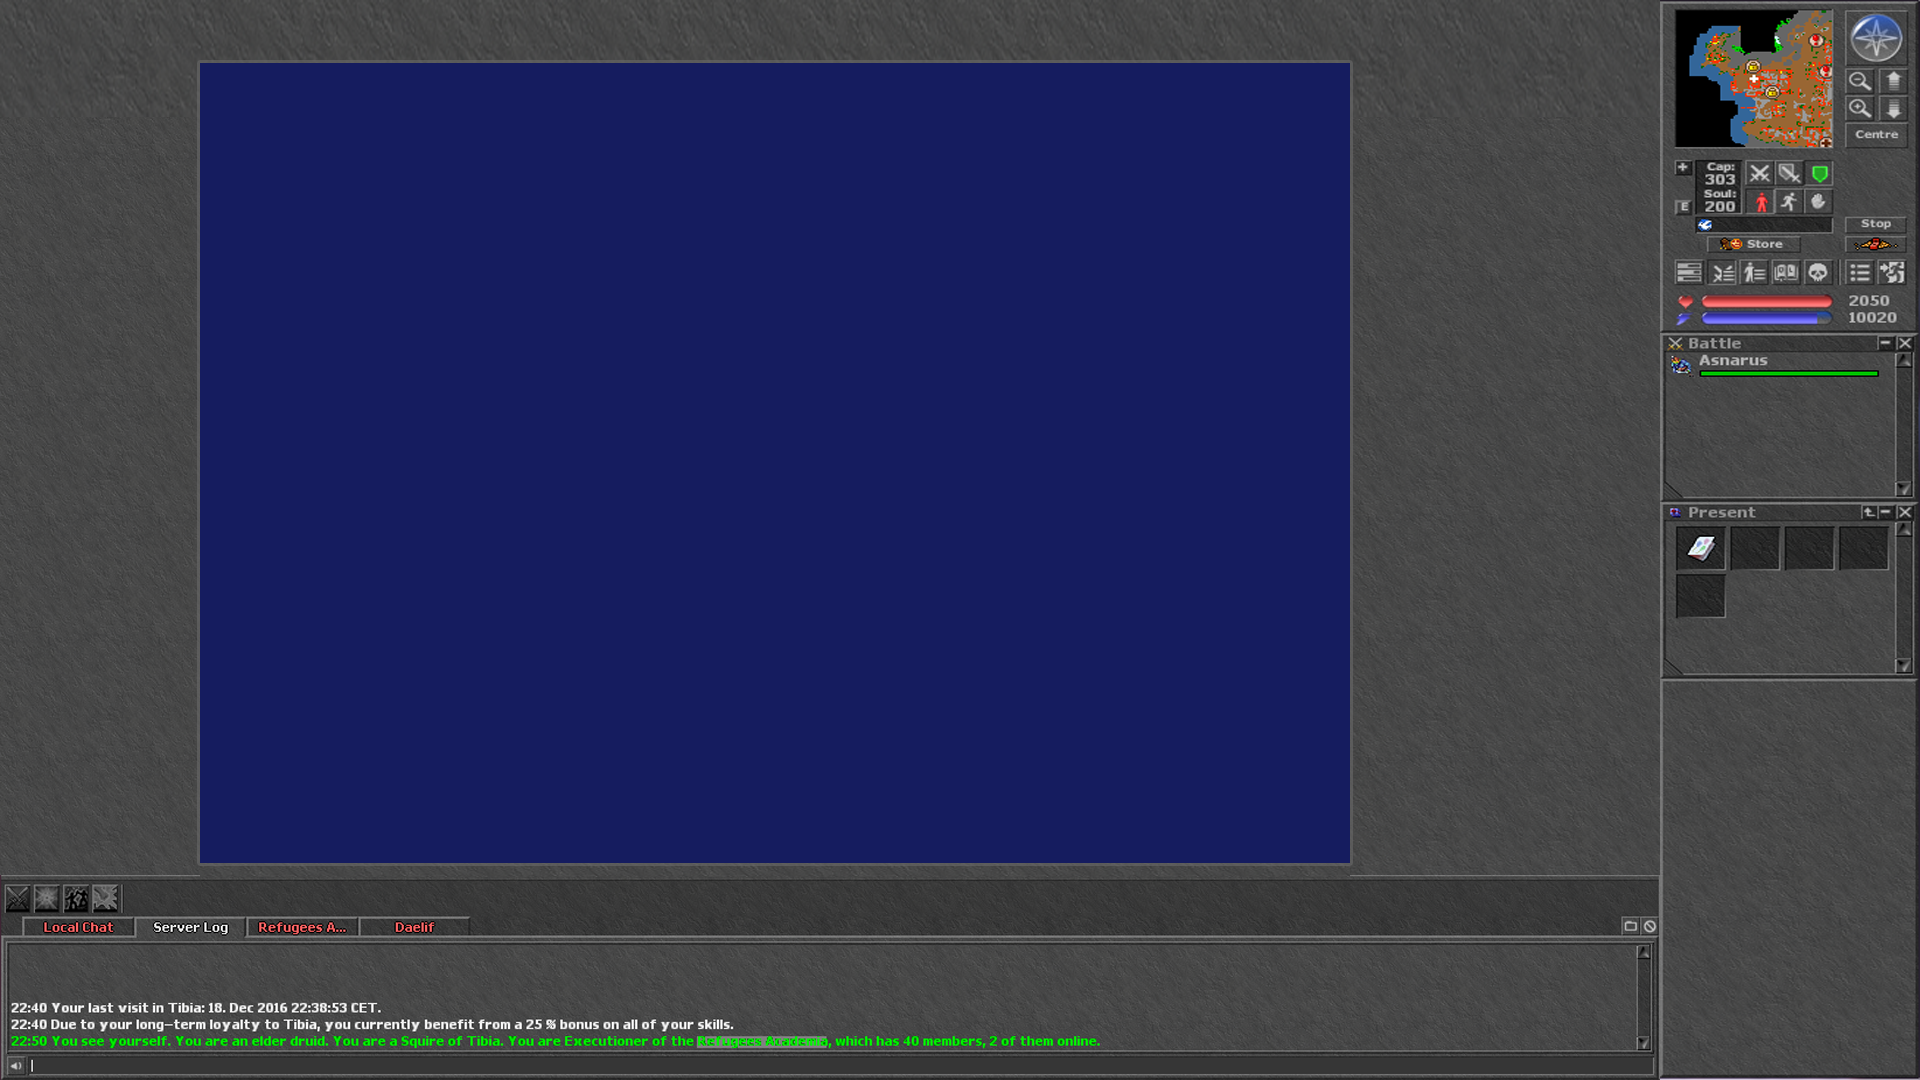 Centre
Cap:
303
Soul:
200
E
Stop
Store
2050
10020
Battle
Asnarus
Present
Local Chat
Server Log
Refugees A...
Daelif
22:40 Your last visit in Tibia: 18. Dec 2016 22:38:53 CET.
22:40 Due to your long-term loyalty to Tibia, you currently benefit from a 25 % bonus on all of your skills.
22:50 You see yourself. You are an elder druid. You are a Squire of Tibia. You are Executioner of the Refugees Academy, which has 40 members, 2 of them online.